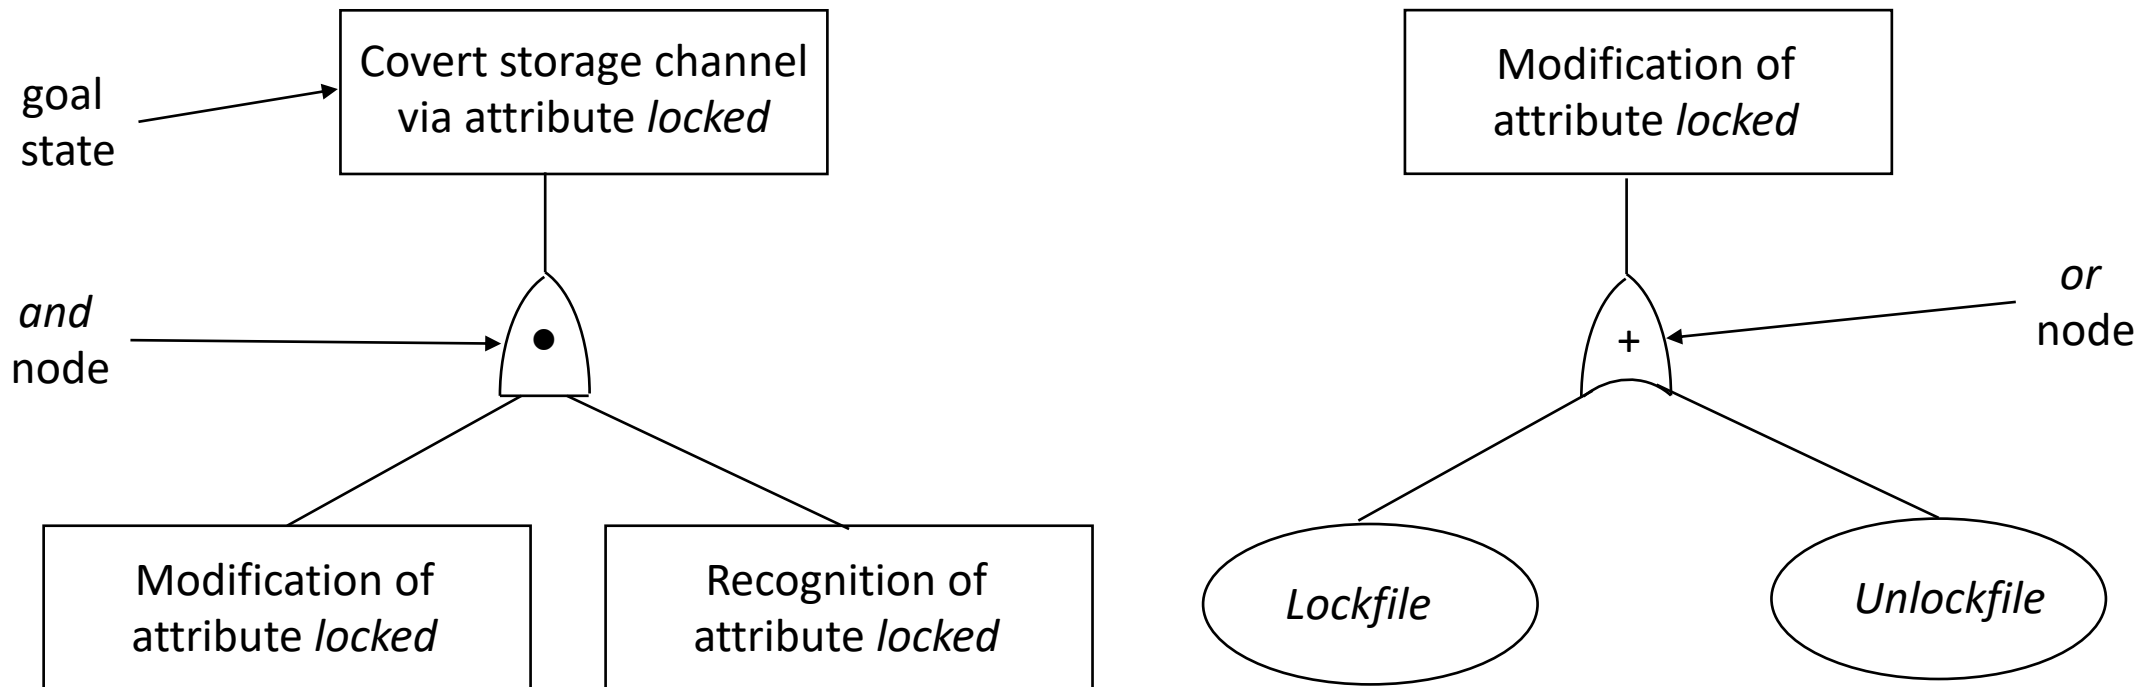 goal
state
Covert storage channel
via attribute locked
and
node
Modification of
attribute locked
Recognition of
attribute locked
Modification of
attribute locked
+
or
node
Lockfile
Unlockfile